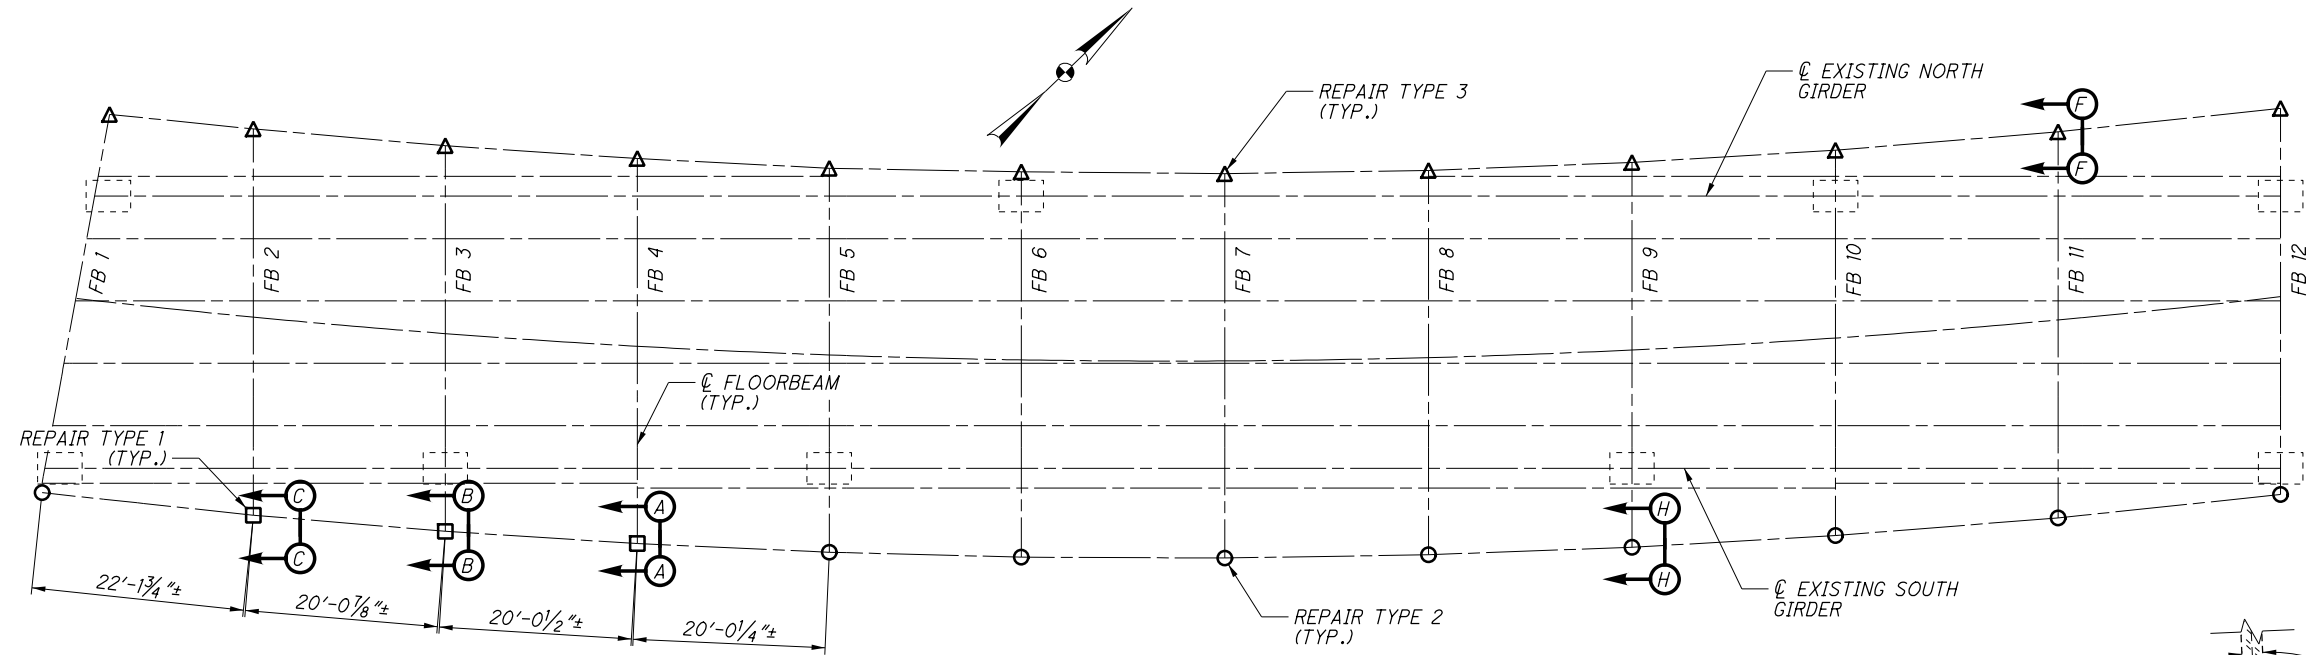 REPAIR TYPE 3
(TYP.)
℄ EXISTING NORTH
GIRDER
F
F
FB 1
FB 2
FB 3
FB 4
FB 5
FB 6
FB 7
FB 8
FB 9
FB 10
FB 11
FB 12
℄ FLOORBEAM
(TYP.)
REPAIR TYPE 1
(TYP.)
C
C
B
B
A
A
H
H
22'-1¾"±
20'-0⅞"±
20'-0½"±
20'-0¼"±
REPAIR TYPE 2
(TYP.)
℄ EXISTING SOUTH
GIRDER